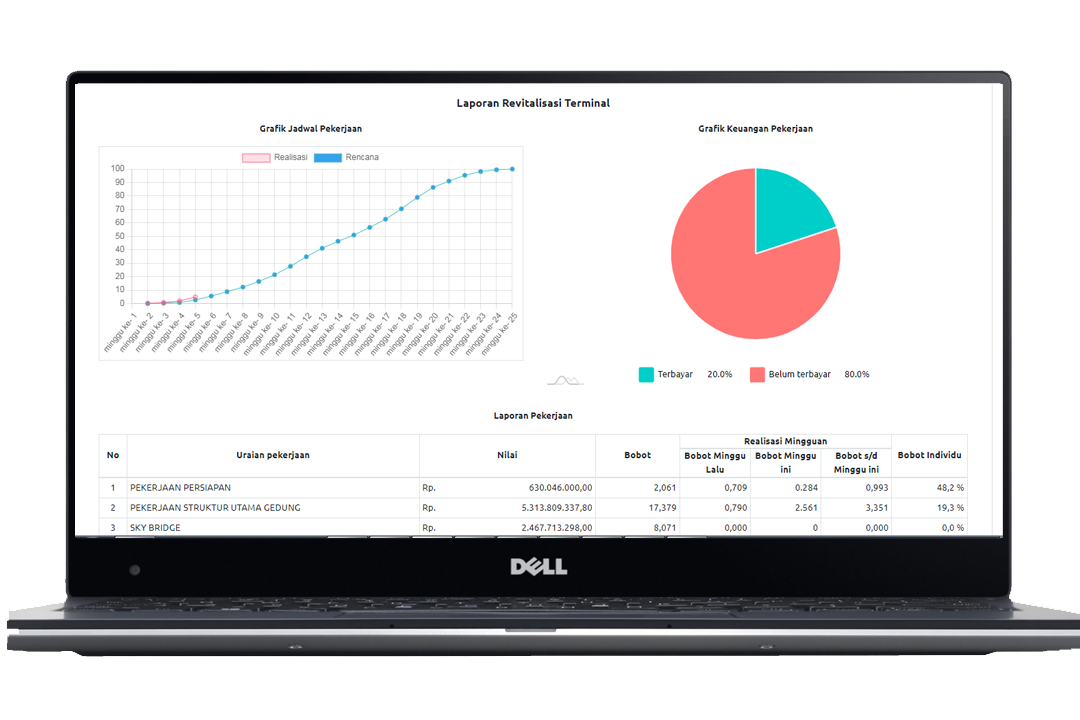 Laporan Revitalisasi Terminal
Grafik Jadwal Pekerjaan
Grafik Keuangan Pekerjaan
Realisasi Rencana
100
90
80
70
60
50
40
30
20
10
0
minggu ke- 1
minggu ke- 2
minggu ke- 3
minggu ke- 4
minggu ke- 5
minggu ke- 6
minggu ke- 7
minggu ke- 8
minggu ke- 9
minggu ke- 10
minggu ke- 11
minggu ke- 12
minggu ke- 13
minggu ke- 14
minggu ke- 15
minggu ke- 16
minggu ke- 17
minggu ke- 18
minggu ke- 19
minggu ke- 20
minggu ke- 21
minggu ke- 22
minggu ke- 23
minggu ke- 24
minggu ke- 25
Terbayar 20.0% Belum terbayar 80.0%
Laporan Pekerjaan
No Uraian pekerjaan Nilai Bobot Realisasi Mingguan Bobot Individu
Bobot Minggu Lalu Bobot Minggu ini Bobot s/d Minggu ini
1 PEKERJAAN PERSIAPAN Rp. 630.046.000,00 2,061 0,709 0.284 0,993 48,2 %
2 PEKERJAAN STRUKTUR UTAMA GEDUNG Rp. 5.313.809.337,80 17,379 0,790 2.561 3,351 19,3 %
3 SKY BRIDGE Rp. 2.467.713.298,00 8,071 0,000 0 0,000 0,0 %
DELL